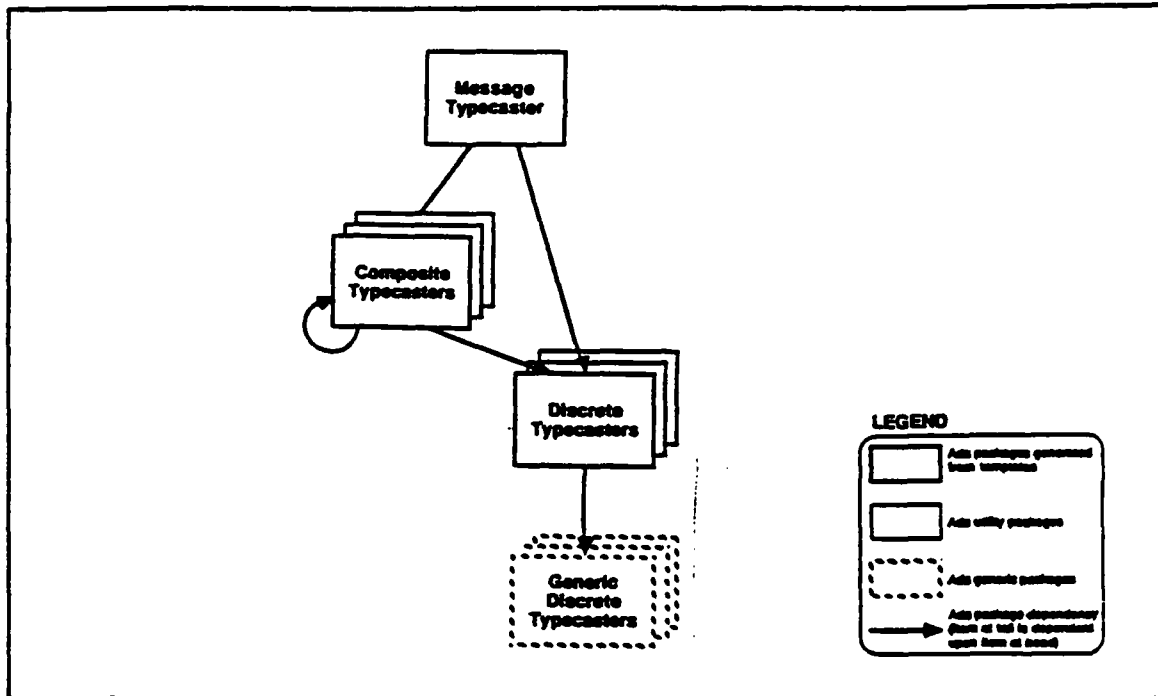 Message
Typecaster
Composite
Typecasters
Discrete
Typecasters
Generic
Discrete
Typecasters
LEGEND
Ada packages generated
from templates
Ada utility packages
Ada generic packages
Ada package dependency
(item at tail is dependent
upon item at head)